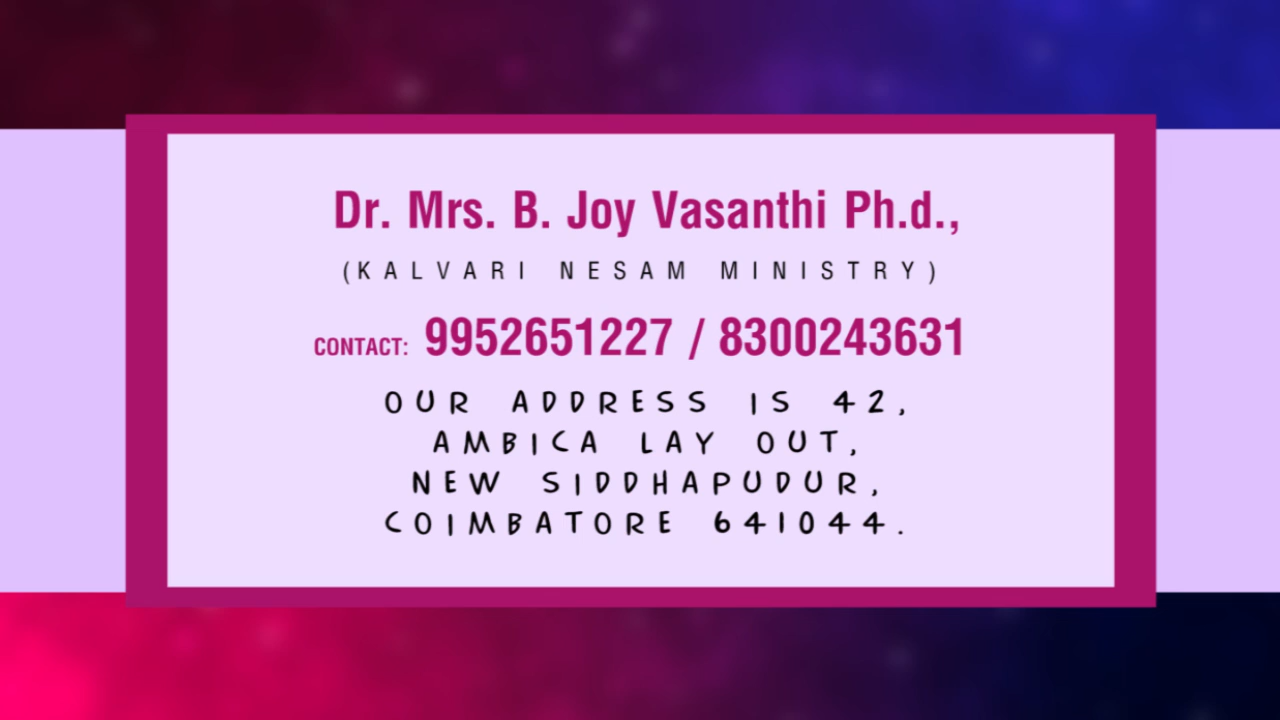 Dr. Mrs. B. Joy Vasanthi Ph.d.,
(KALVARI NESAM MINISTRY)
CONTACT: 9952651227 / 8300243631
OUR ADDRESS IS 42,
AMBICA LAY OUT,
NEW SIDDHAPUDUR,
COIMBATORE 641044.